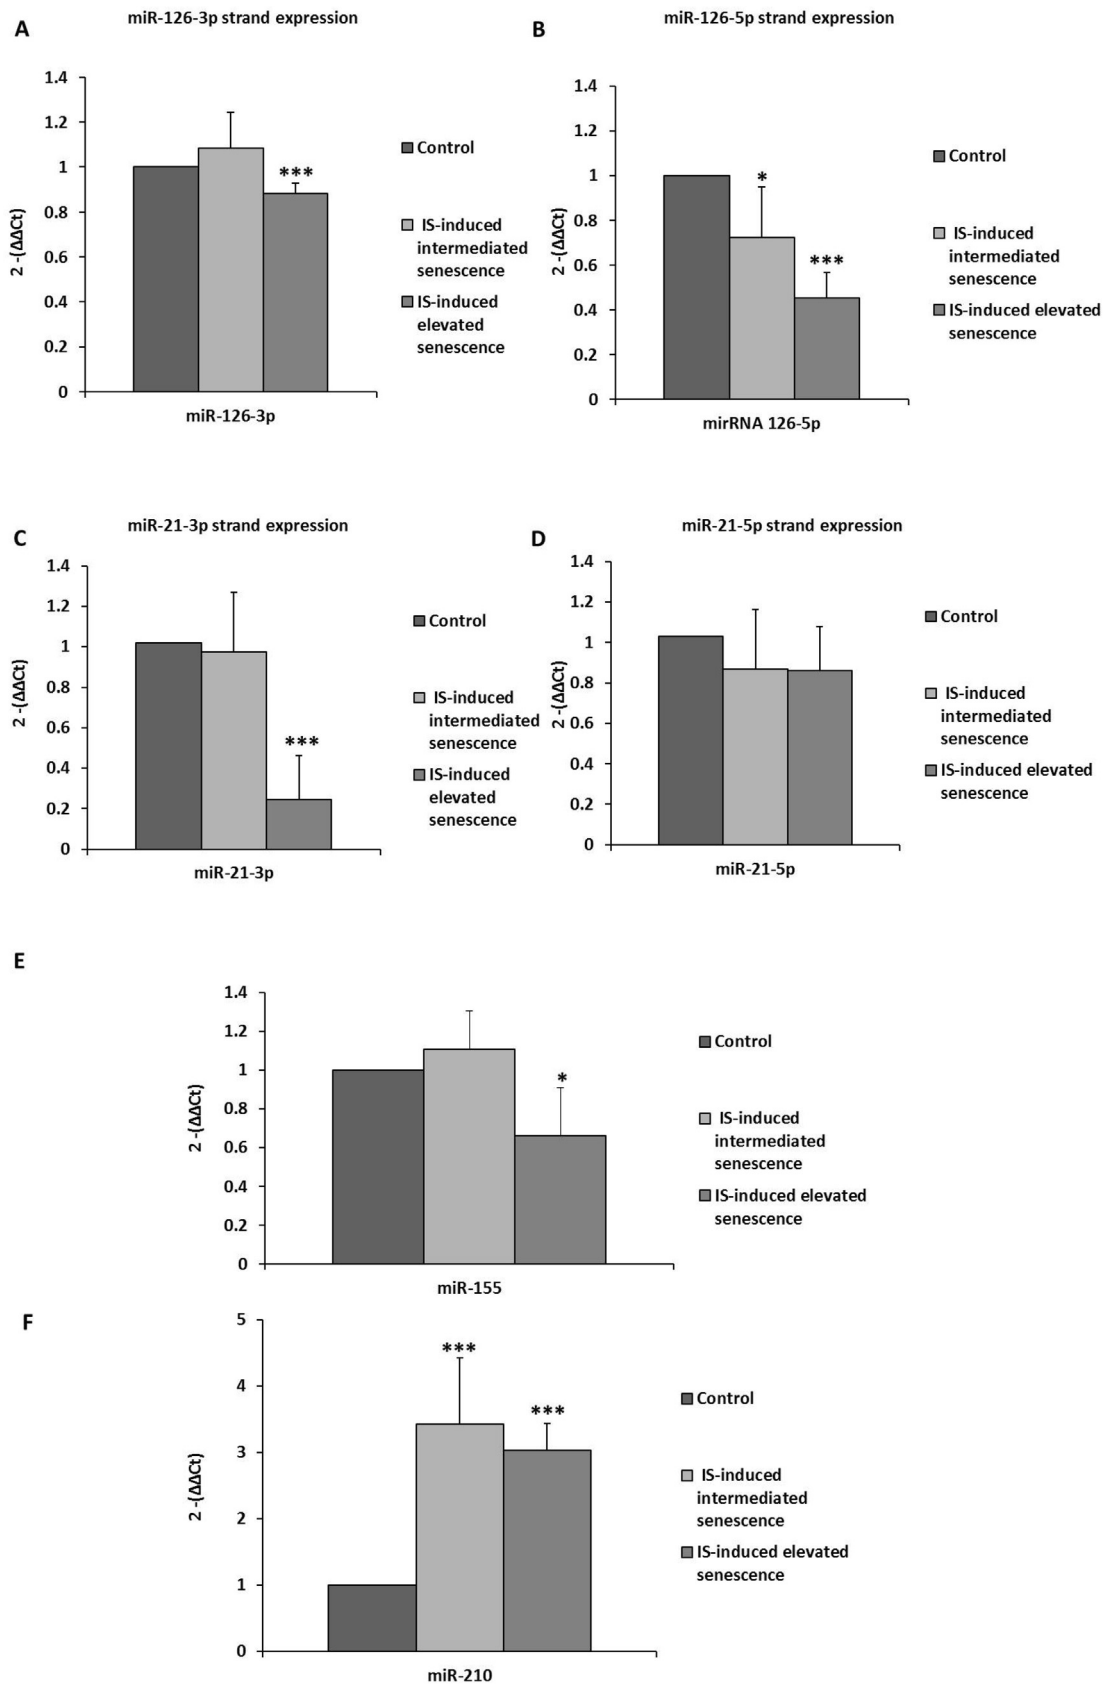 A
miR-126-3p strand expression
1.4
1.2
1
0.8
0.6
0.4
0.2
0
2 -(ΔΔCt)
***
miR-126-3p
Control
IS-induced
intermediated
senescence
IS-induced
elevated
senescence
B
miR-126-5p strand expression
1.4
1.2
1
0.8
0.6
0.4
0.2
0
2 -(ΔΔCt)
*
***
mirRNA 126-5p
Control
IS-induced
intermediated
senescence
IS-induced elevated
senescence
C
miR-21-3p strand expression
1.4
1.2
1
0.8
0.6
0.4
0.2
0
2 -(ΔΔCt)
***
miR-21-3p
Control
IS-induced
intermediated
senescence
IS-induced
elevated
senescence
D
miR-21-5p strand expression
1.4
1.2
1
0.8
0.6
0.4
0.2
0
2 -(ΔΔCt)
miR-21-5p
Control
IS-induced
intermediated
senescence
IS-induced elevated
senescence
E
1.4
1.2
1
0.8
0.6
0.4
0.2
0
2 -(ΔΔCt)
*
miR-155
Control
IS-induced
intermediated
senescence
IS-induced elevated
senescence
F
5
4
3
2
1
0
2 -(ΔΔCt)
***
***
miR-210
Control
IS-induced
intermediated
senescence
IS-induced elevated
senescence